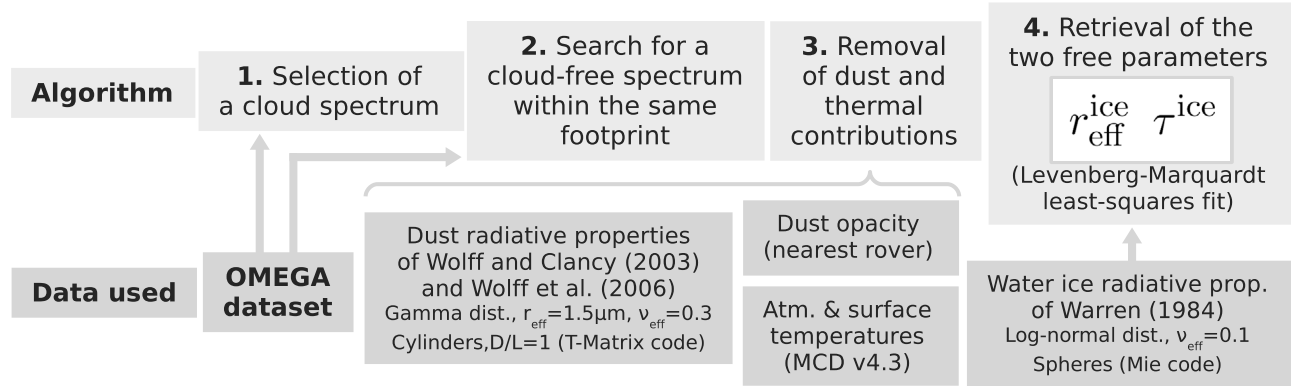 Algorithm
1. Selection of
a cloud spectrum
2. Search for a
cloud-free spectrum
within the same
footprint
3. Removal
of dust and
thermal
contributions
4. Retrieval of the
two free parameters
r_eff^ice τ^ice
(Levenberg-Marquardt
least-squares fit)
Data used
OMEGA
dataset
Dust radiative properties
of Wolff and Clancy (2003)
and Wolff et al. (2006)
Gamma dist., r_eff=1.5μm, ν_eff=0.3
Cylinders,D/L=1 (T-Matrix code)
Dust opacity
(nearest rover)
Atm. & surface
temperatures
(MCD v4.3)
Water ice radiative prop.
of Warren (1984)
Log-normal dist., ν_eff=0.1
Spheres (Mie code)